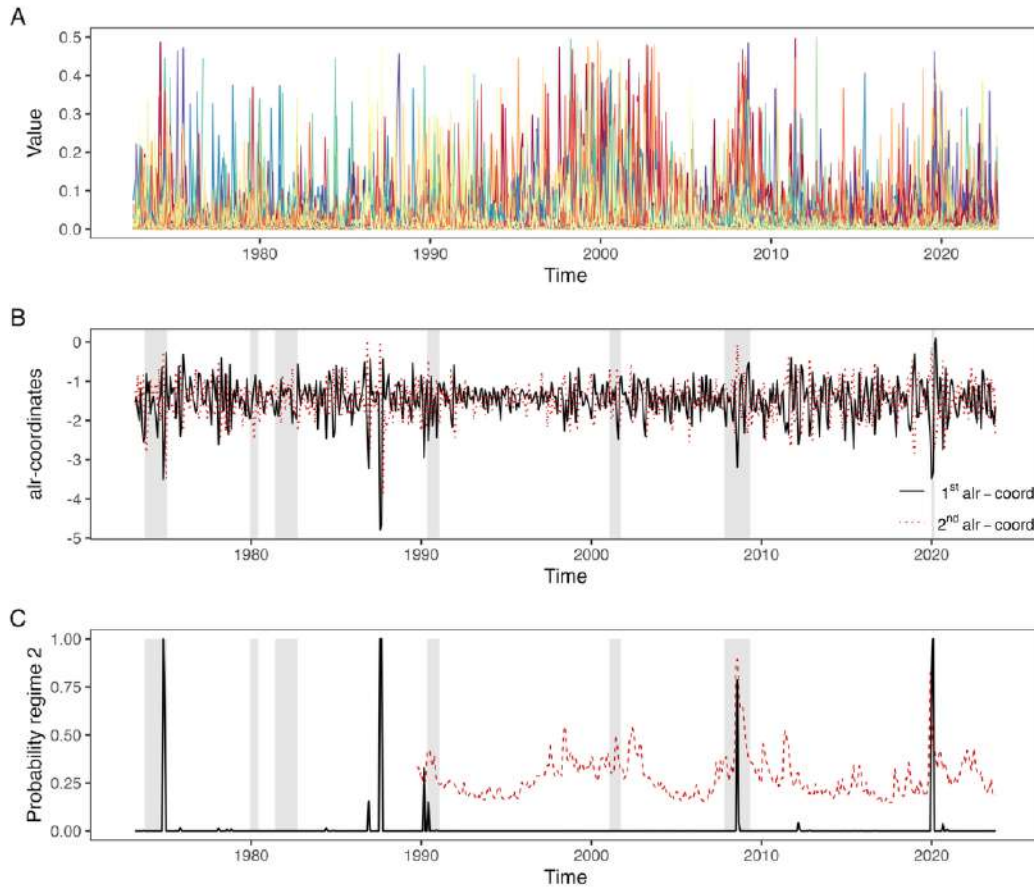 A
Value
0.5
0.4
0.3
0.2
0.1
0.0
1980 1990 2000 2010 2020
Time
B
alr-coordinates
0
-1
-2
-3
-4
-5
1st alr-coord
2nd alr-coord
1980 1990 2000 2010 2020
Time
C
Probability regime 2
1.00
0.75
0.50
0.25
0.00
1980 1990 2000 2010 2020
Time